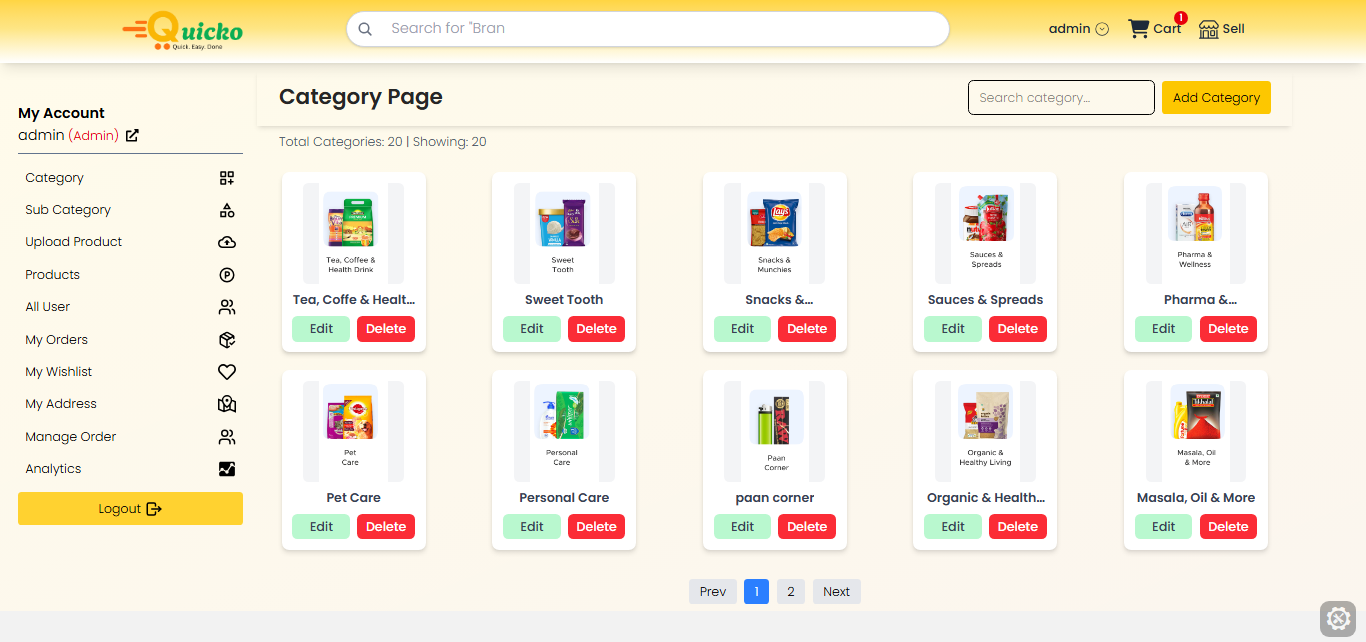 Quicko
Quick. Easy. Done
Search for "Bran
admin
1
Cart
Sell
My Account
admin (Admin)
Category
Sub Category
Upload Product
Products
All User
My Orders
My Wishlist
My Address
Manage Order
Analytics
Logout
Category Page
Search category...
Add Category
Total Categories: 20 | Showing: 20
Tea, Coffee &
Health Drink
Tea, Coffe & Healt...
Edit
Delete
Sweet
Tooth
Sweet Tooth
Edit
Delete
Lay's
Snacks &
Munchies
Snacks &...
Edit
Delete
Sauces &
Spreads
Sauces & Spreads
Edit
Delete
Pharma &
Wellness
Pharma &...
Edit
Delete
Pet
Care
Pet Care
Edit
Delete
Personal
Care
Personal Care
Edit
Delete
Paan
Corner
paan corner
Edit
Delete
Organic &
Healthy Living
Organic & Health...
Edit
Delete
Masala, Oil
& More
Masala, Oil & More
Edit
Delete
Prev
1
2
Next